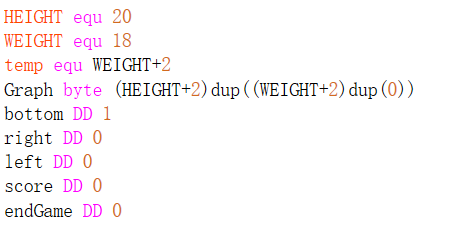 HEIGHT equ 20
WEIGHT equ 18
temp equ WEIGHT+2
Graph byte (HEIGHT+2)dup((WEIGHT+2)dup(0))
bottom DD 1
right DD 0
left DD 0
score DD 0
endGame DD 0